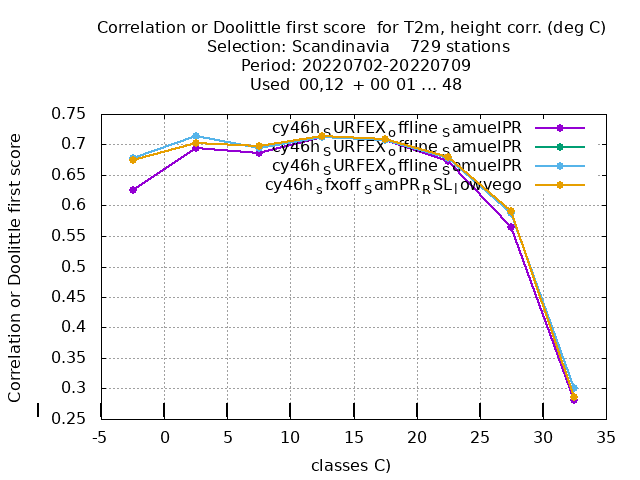 Correlation or Doolittle first score  for T2m, height corr. (deg C)
Selection: Scandinavia    729 stations
Period: 20220702-20220709
Used  00,12  + 00 01 ... 48
Correlation or Doolittle first score
0.75
0.7
0.65
0.6
0.55
0.5
0.45
0.4
0.35
0.3
0.25
cy46h_SURFEX_offline_SamuelPR
cy46h_SURFEX_offline_SamuelPR
cy46h_SURFEX_offline_SamuelPR
cy46h_sfxoff_SamPR_RSL_lowvego
-5 0 5 10 15 20 25 30 35
classes C)